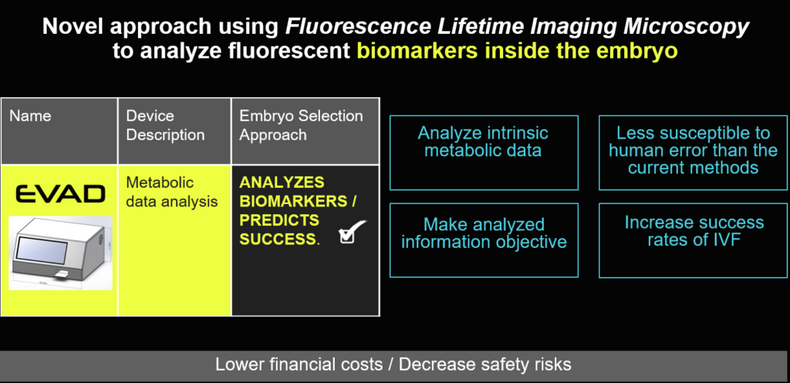 Novel approach using Fluorescence Lifetime Imaging Microscopy
to analyze fluorescent biomarkers inside the embryo
Name
Device
Description
Embryo Selection
Approach
EVAD
Metabolic
data analysis
ANALYZES
BIOMARKERS /
PREDICTS
SUCCESS.
Analyze intrinsic
metabolic data
Less susceptible to
human error than the
current methods
Make analyzed
information objective
Increase success
rates of IVF
Lower financial costs / Decrease safety risks